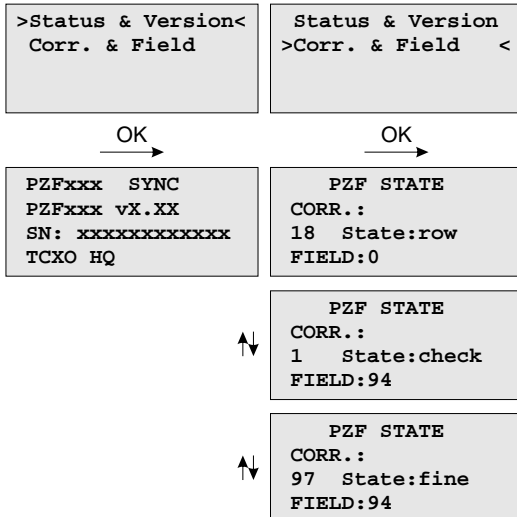 >Status & Version<
Corr. & Field
OK
PZFxxx SYNC
PZFxxx vX.XX
SN: xxxxxxxxxxxx
TCXO HQ
Status & Version
>Corr. & Field <
OK
PZF STATE
CORR.:
18 State:row
FIELD:0
PZF STATE
CORR.:
1 State:check
FIELD:94
PZF STATE
CORR.:
97 State:fine
FIELD:94